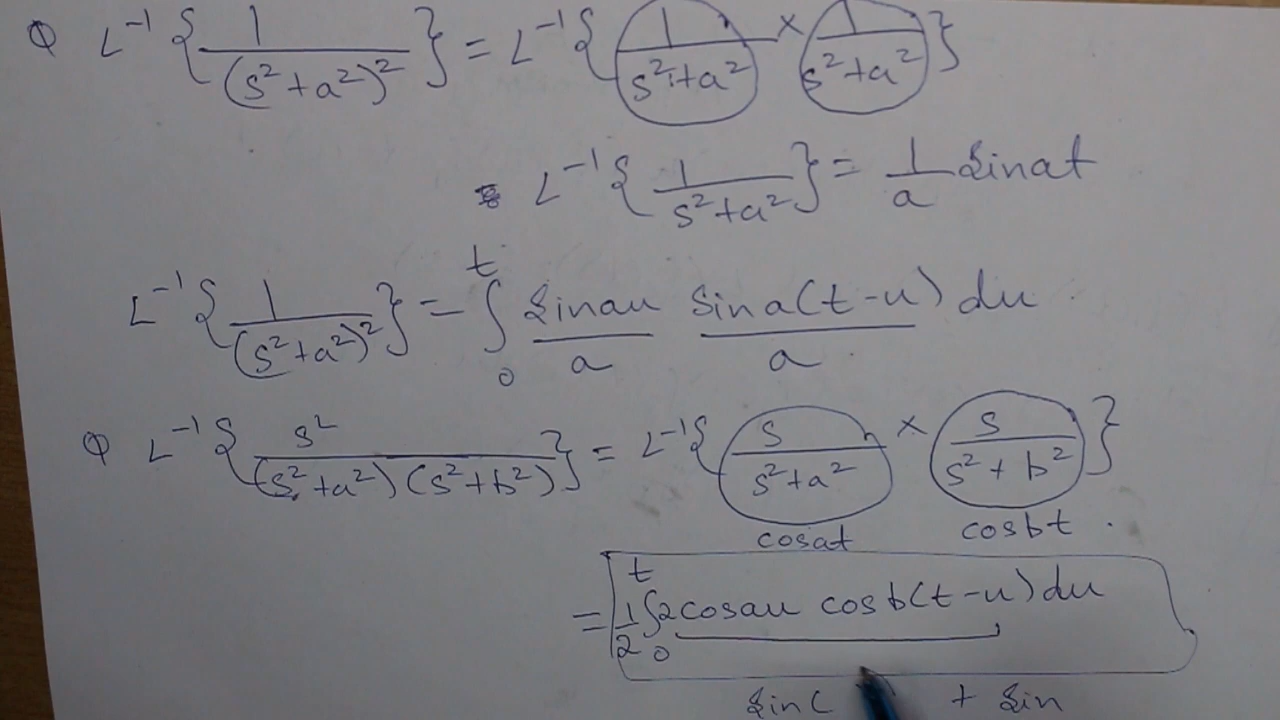 Q L⁻¹{1/(s²+a²)²} = L⁻¹{1/(s²+a²) × 1/(s²+a²)}
L⁻¹{1/(s²+a²)} = 1/a sinat
L⁻¹{1/(s²+a²)²} = ∫₀ᵗ sinau/a sina(t-u)/a du
Q L⁻¹{s²/(s²+a²)(s²+b²)} = L⁻¹{s/(s²+a²) × s/(s²+b²)}
cosat cosbt .
= 1/2 ∫₀ᵗ 2cosau cosb(t-u)du
sin( + sin